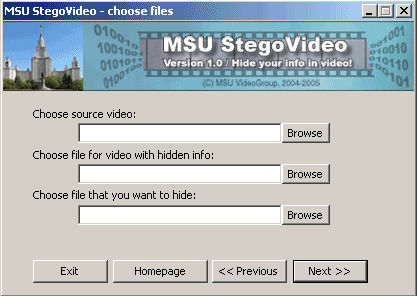 MSU StegoVideo - choose files
MSU StegoVideo
Version 1.0 / Hide your info in video!
(C) MSU VideoGroup, 2004-2005
Choose source video:
Browse
Choose file for video with hidden info:
Browse
Choose file that you want to hide:
Browse
Exit Homepage << Previous Next >>